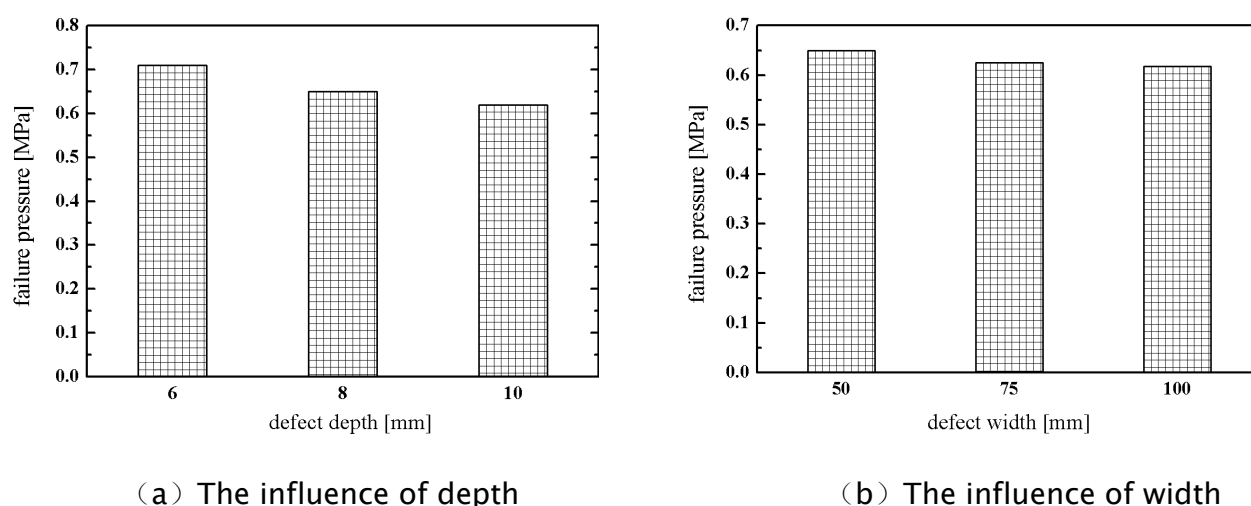 0.8
0.7
0.6
0.5
0.4
0.3
0.2
0.1
0.0
failure pressure [MPa]
6 8 10
defect depth [mm]
（a）The influence of depth
0.7
0.6
0.5
0.4
0.3
0.2
0.1
0.0
failure pressure [MPa]
50 75 100
defect width [mm]
（b）The influence of width